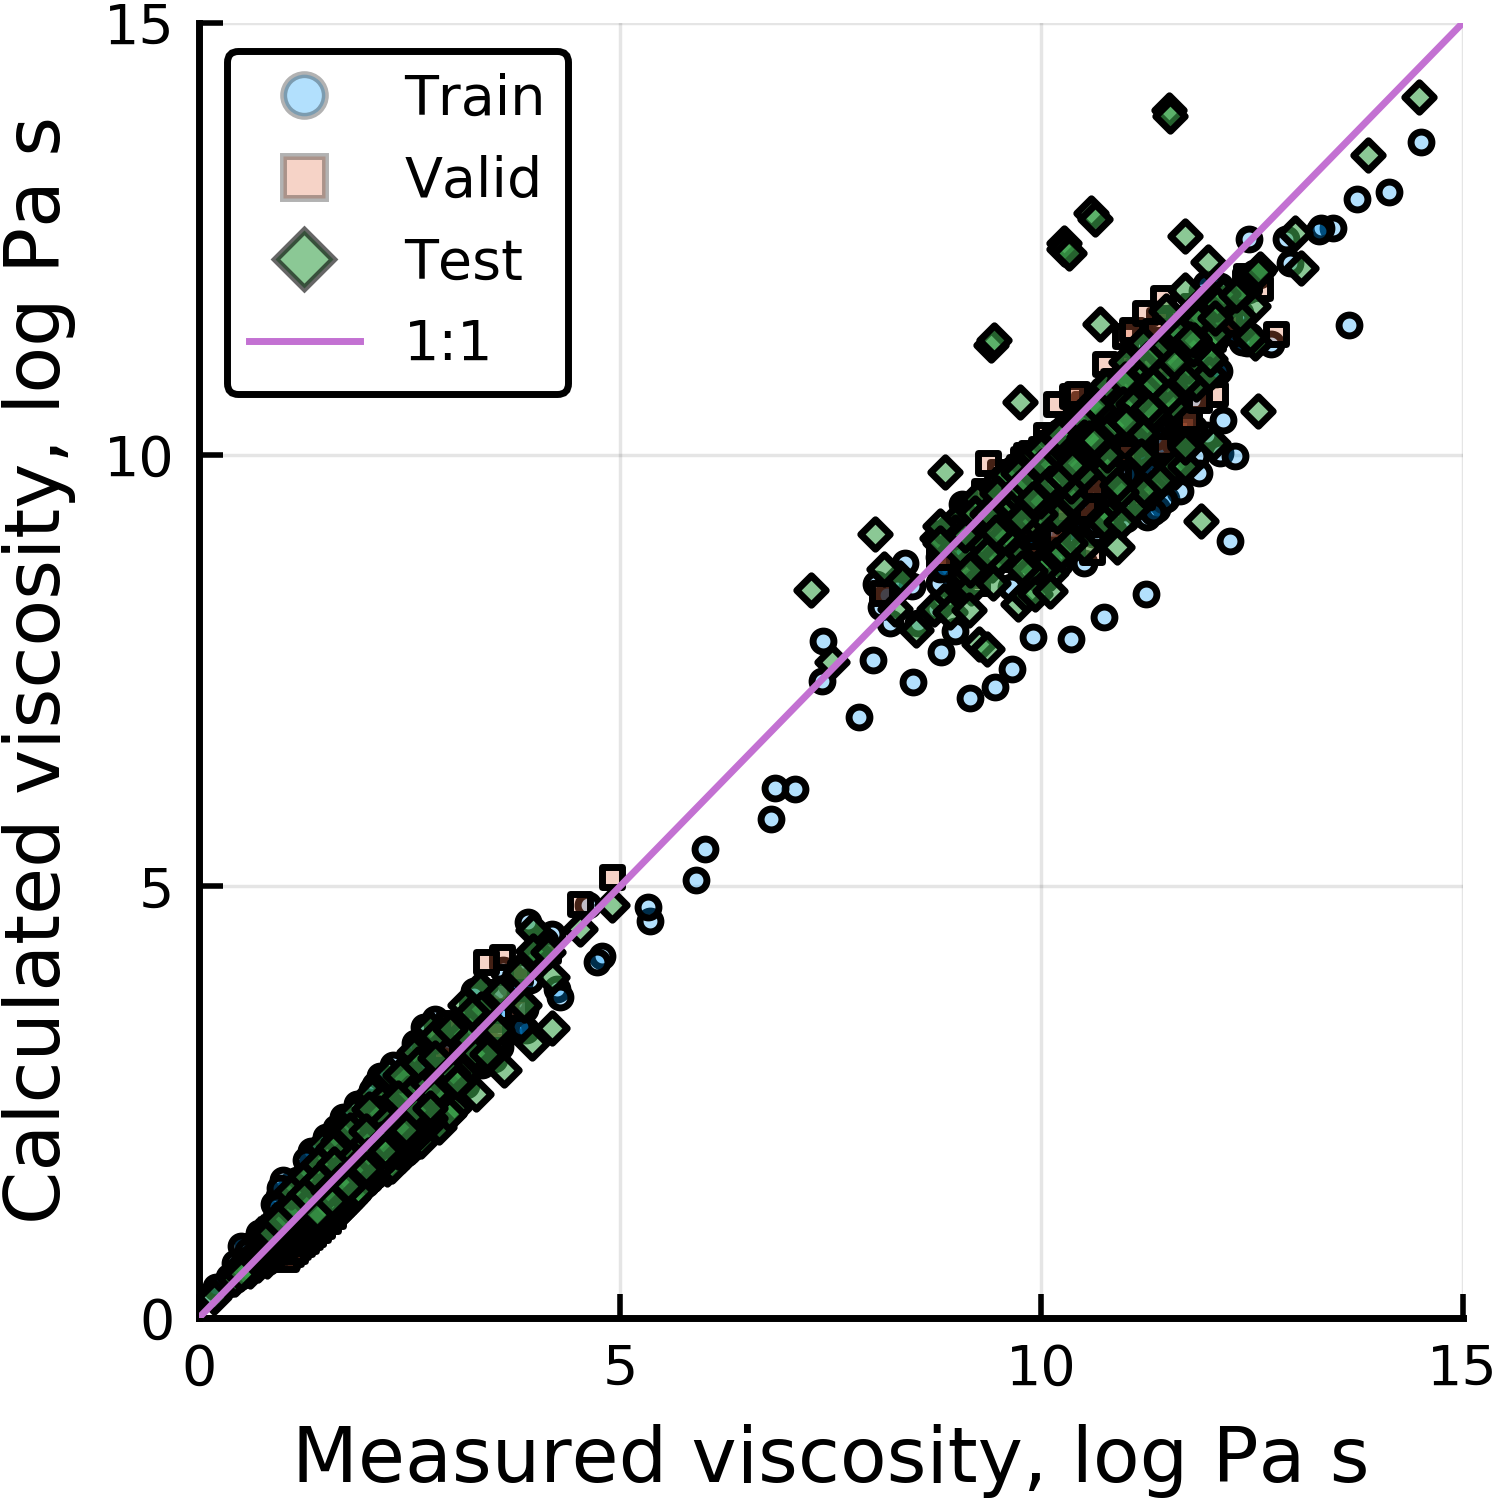 Calculated viscosity, log Pa s
15
10
5
0
Train
Valid
Test
1:1
0 5 10 15
Measured viscosity, log Pa s